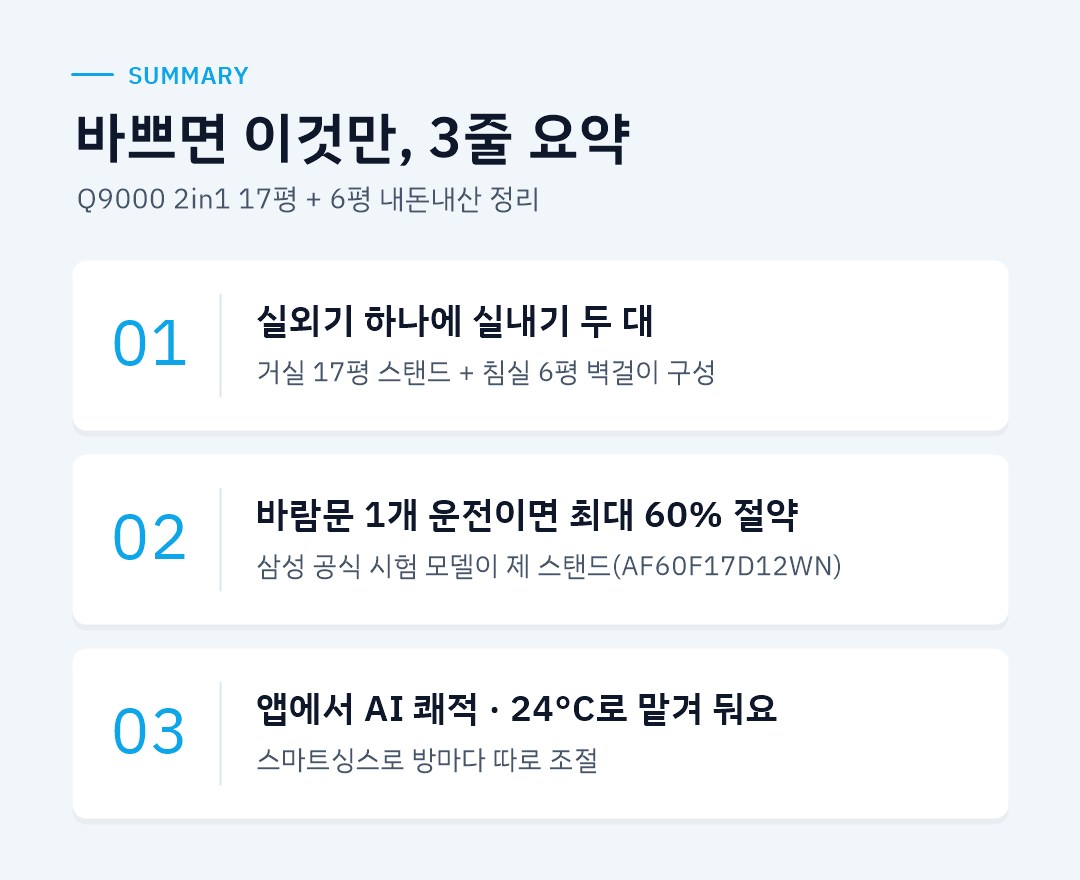 SUMMARY
바쁘면 이것만, 3줄 요약
Q9000 2in1 17평 + 6평 내돈내산 정리
01
실외기 하나에 실내기 두 대
거실 17평 스탠드 + 침실 6평 벽걸이 구성
02
바람문 1개 운전이면 최대 60% 절약
삼성 공식 시험 모델이 제 스탠드(AF60F17D12WN)
03
앱에서 AI 쾌적 · 24°C로 맡겨 둬요
스마트싱스로 방마다 따로 조절